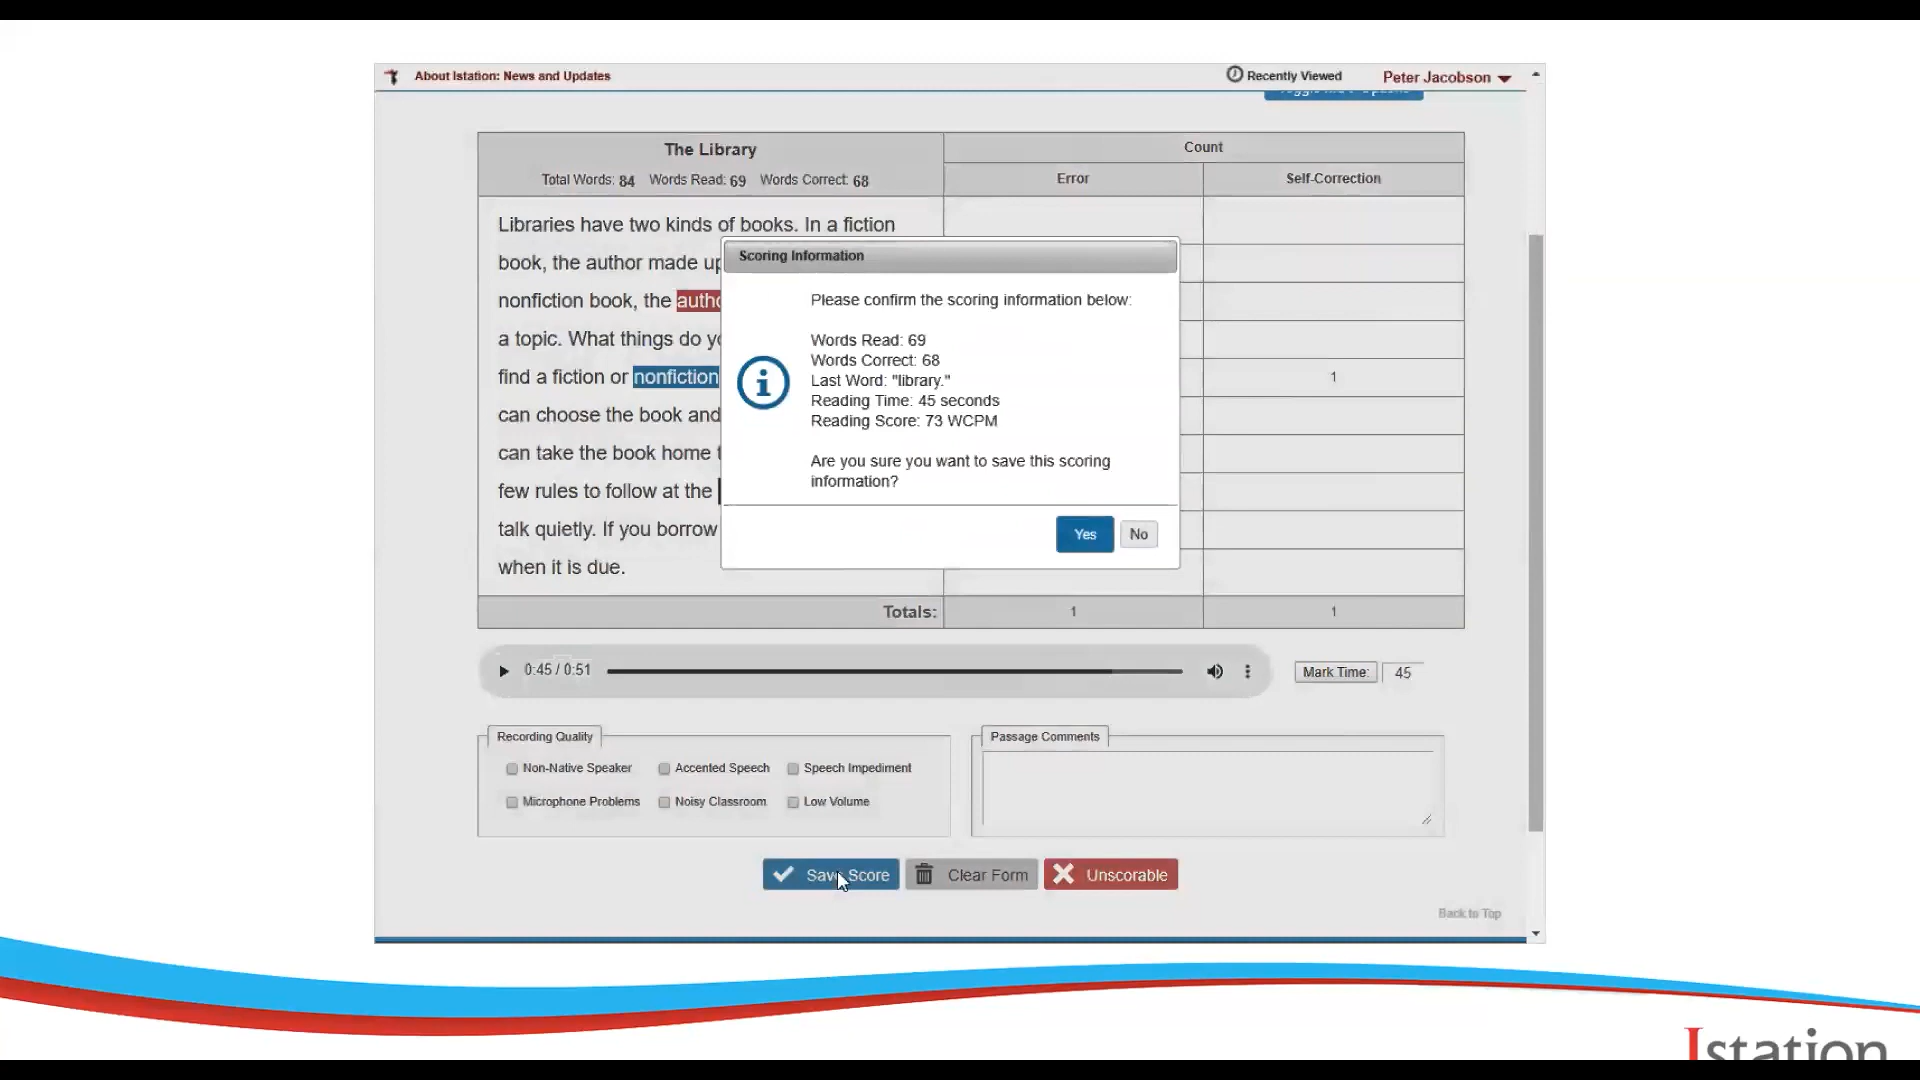 About Istation: News and Updates
Recently Viewed
Peter Jacobson
The Library
Count
Total Words: 84 Words Read: 69 Words Correct: 68
Error
Self-Correction
Libraries have two kinds of books. In a fiction
book, the author made up
nonfiction book, the
a topic. What things do
find a fiction or nonfiction
can choose the book and
can take the book home
few rules to follow at the
talk quietly. If you borrow
when it is due.
1
Scoring Information
Please confirm the scoring information below:
Words Read: 69
Words Correct: 68
Last Word: "library."
Reading Time: 45 seconds
Reading Score: 73 WCPM
Are you sure you want to save this scoring
information?
Yes
No
Totals:
1
1
0:45 / 0:51
Mark Time:
45
Recording Quality
Non-Native Speaker
Accented Speech
Speech Impediment
Microphone Problems
Noisy Classroom
Low Volume
Passage Comments
Save Score
Clear Form
Unscorable
Back to Top
Istation